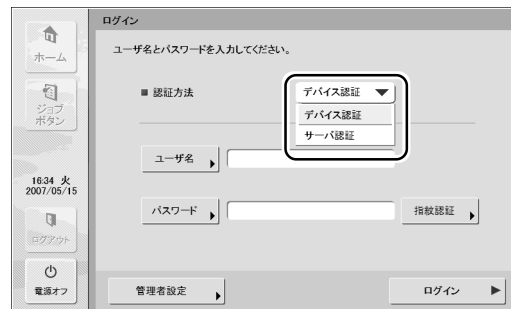 ログイン
ホーム
ユーザ名とパスワードを入力してください。
■ 認証方法
デバイス認証
デバイス認証
サーバ認証
ジョブ
ボタン
ユーザ名
16:34 火
2007/05/15
パスワード
指紋認証
ログアウト
電源オフ
管理者設定
ログイン